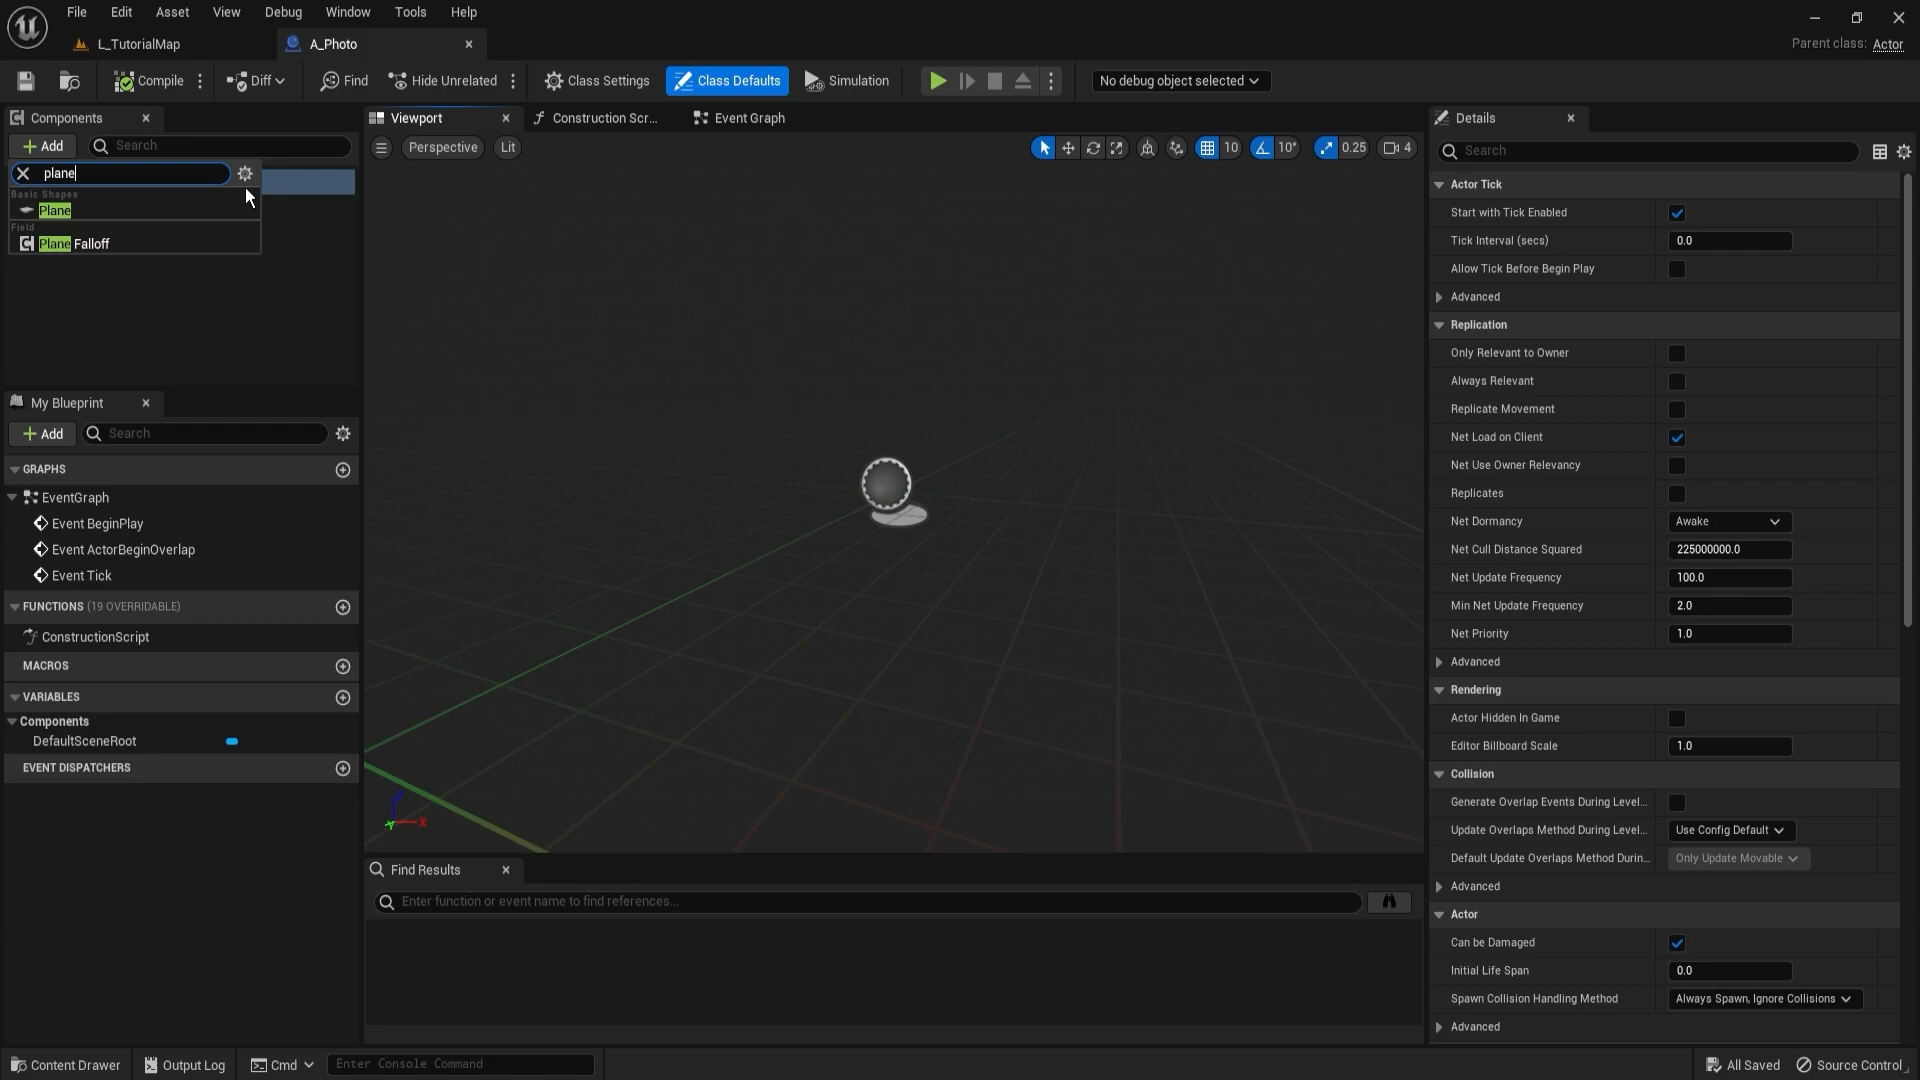 File Edit Asset View Debug Window Tools Help
L_TutorialMap A_Photo Parent class: Actor
Compile Diff Find Hide Unrelated Class Settings Class Defaults Simulation No debug object selected
Components Viewport Construction Scr... Event Graph Details
Add Search Perspective Lit 10 10° 0.25 4 Search
plane
Basic Shapes
Plane
Field
Plane Falloff
My Blueprint
Add Search
GRAPHS
EventGraph
Event BeginPlay
Event ActorBeginOverlap
Event Tick
FUNCTIONS (19 OVERRIDABLE)
ConstructionScript
MACROS
VARIABLES
Components
DefaultSceneRoot
EVENT DISPATCHERS
X
Y
Find Results
Enter function or event name to find references...
Actor Tick
Start with Tick Enabled
Tick Interval (secs) 0.0
Allow Tick Before Begin Play
Advanced
Replication
Only Relevant to Owner
Always Relevant
Replicate Movement
Net Load on Client
Net Use Owner Relevancy
Replicates
Net Dormancy Awake
Net Cull Distance Squared 225000000.0
Net Update Frequency 100.0
Min Net Update Frequency 2.0
Net Priority 1.0
Advanced
Rendering
Actor Hidden In Game
Editor Billboard Scale 1.0
Collision
Generate Overlap Events During Level...
Update Overlaps Method During Level... Use Config Default
Default Update Overlaps Method Durin... Only Update Movable
Advanced
Actor
Can be Damaged
Initial Life Span 0.0
Spawn Collision Handling Method Always Spawn, Ignore Collisions
Advanced
Content Drawer Output Log Cmd Enter Console Command All Saved Source Control